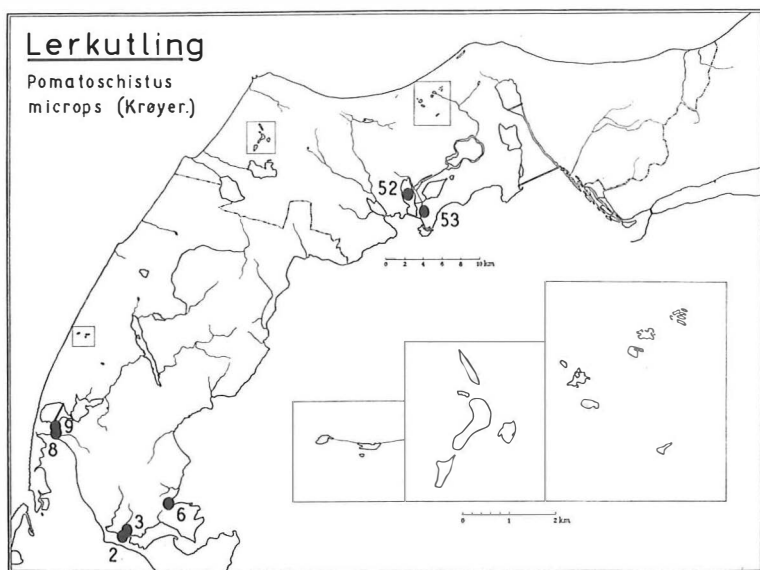 Lerkutling
Pomatoschistus
microps (Krøyer.)
52
53
0 2 4 6 8 10 km
9
8
3
6
2
0 1 2 km